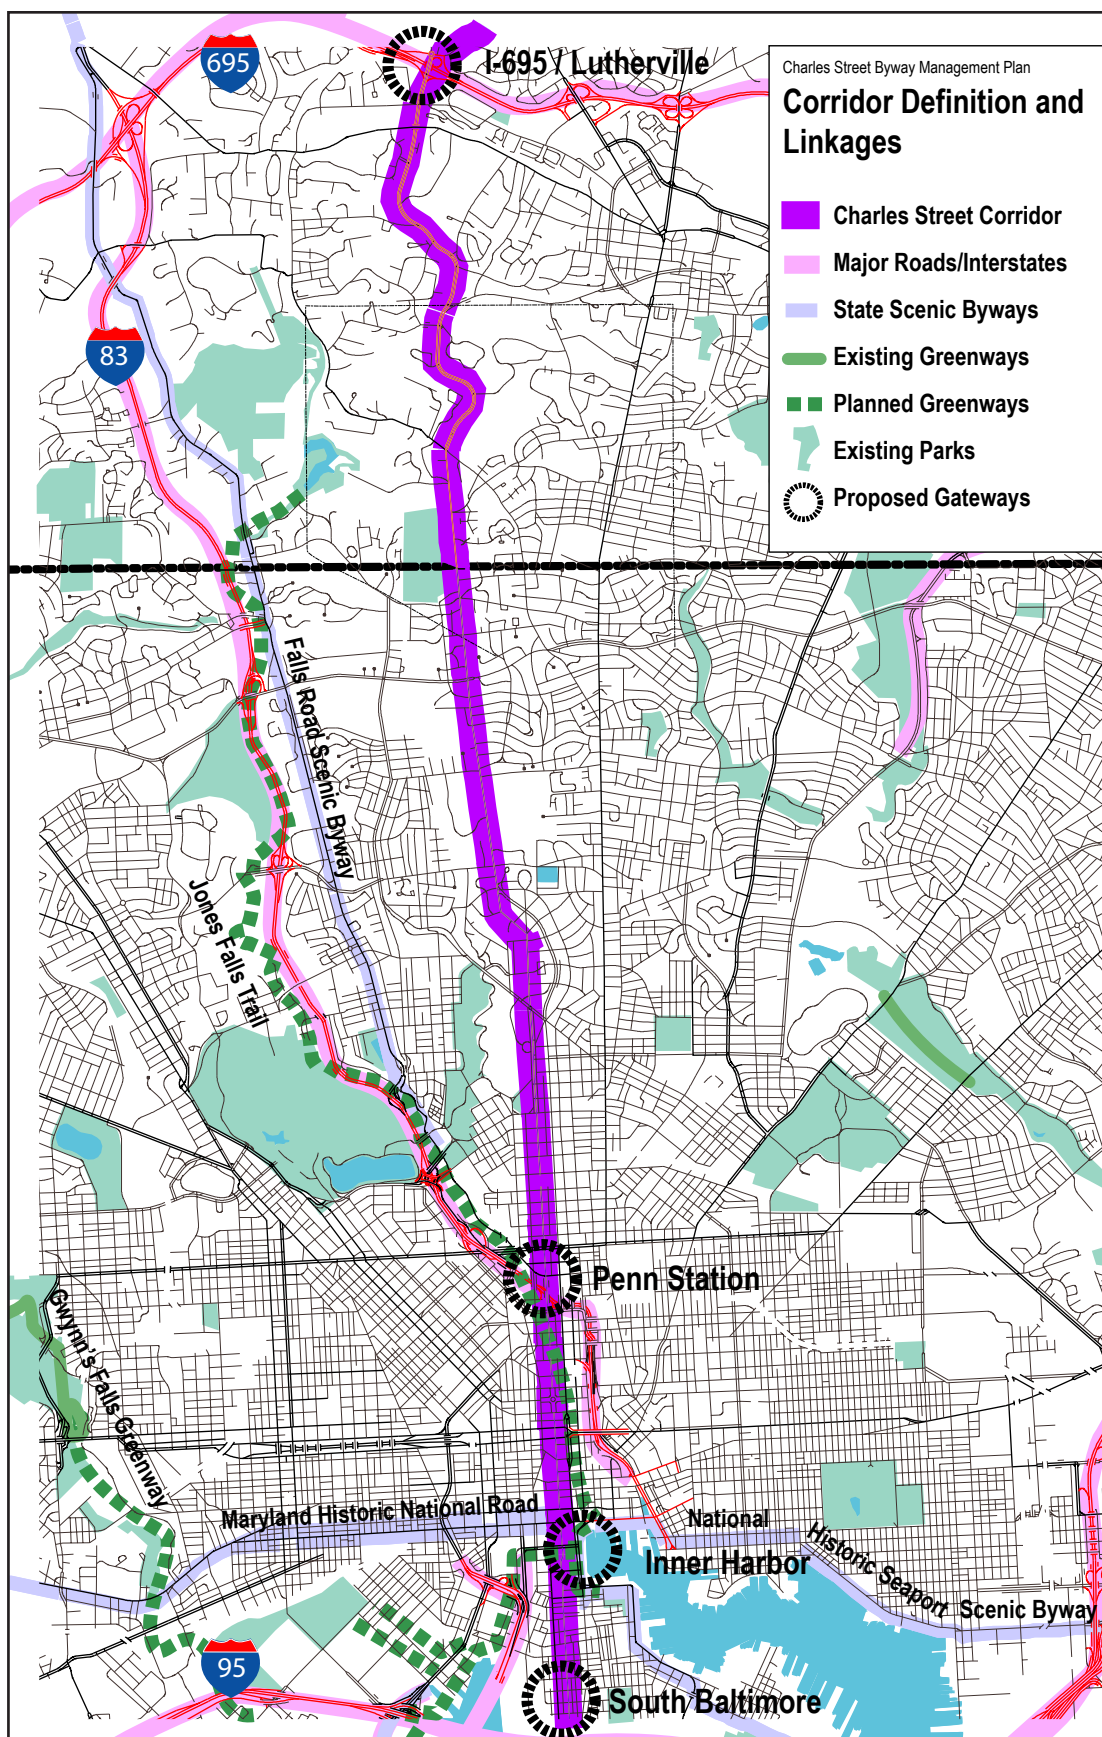 695
I-695 / Lutherville
Charles Street Byway Management Plan
Corridor Definition and
Linkages
Charles Street Corridor
Major Roads/Interstates
State Scenic Byways
Existing Greenways
Planned Greenways
Existing Parks
Proposed Gateways
83
Falls Road Scenic Byway
Jones Falls Trail
Penn Station
Gwynn's Falls Greenway
Maryland Historic National Road
National
Historic Seaport
Scenic Byway
Inner Harbor
95
South Baltimore